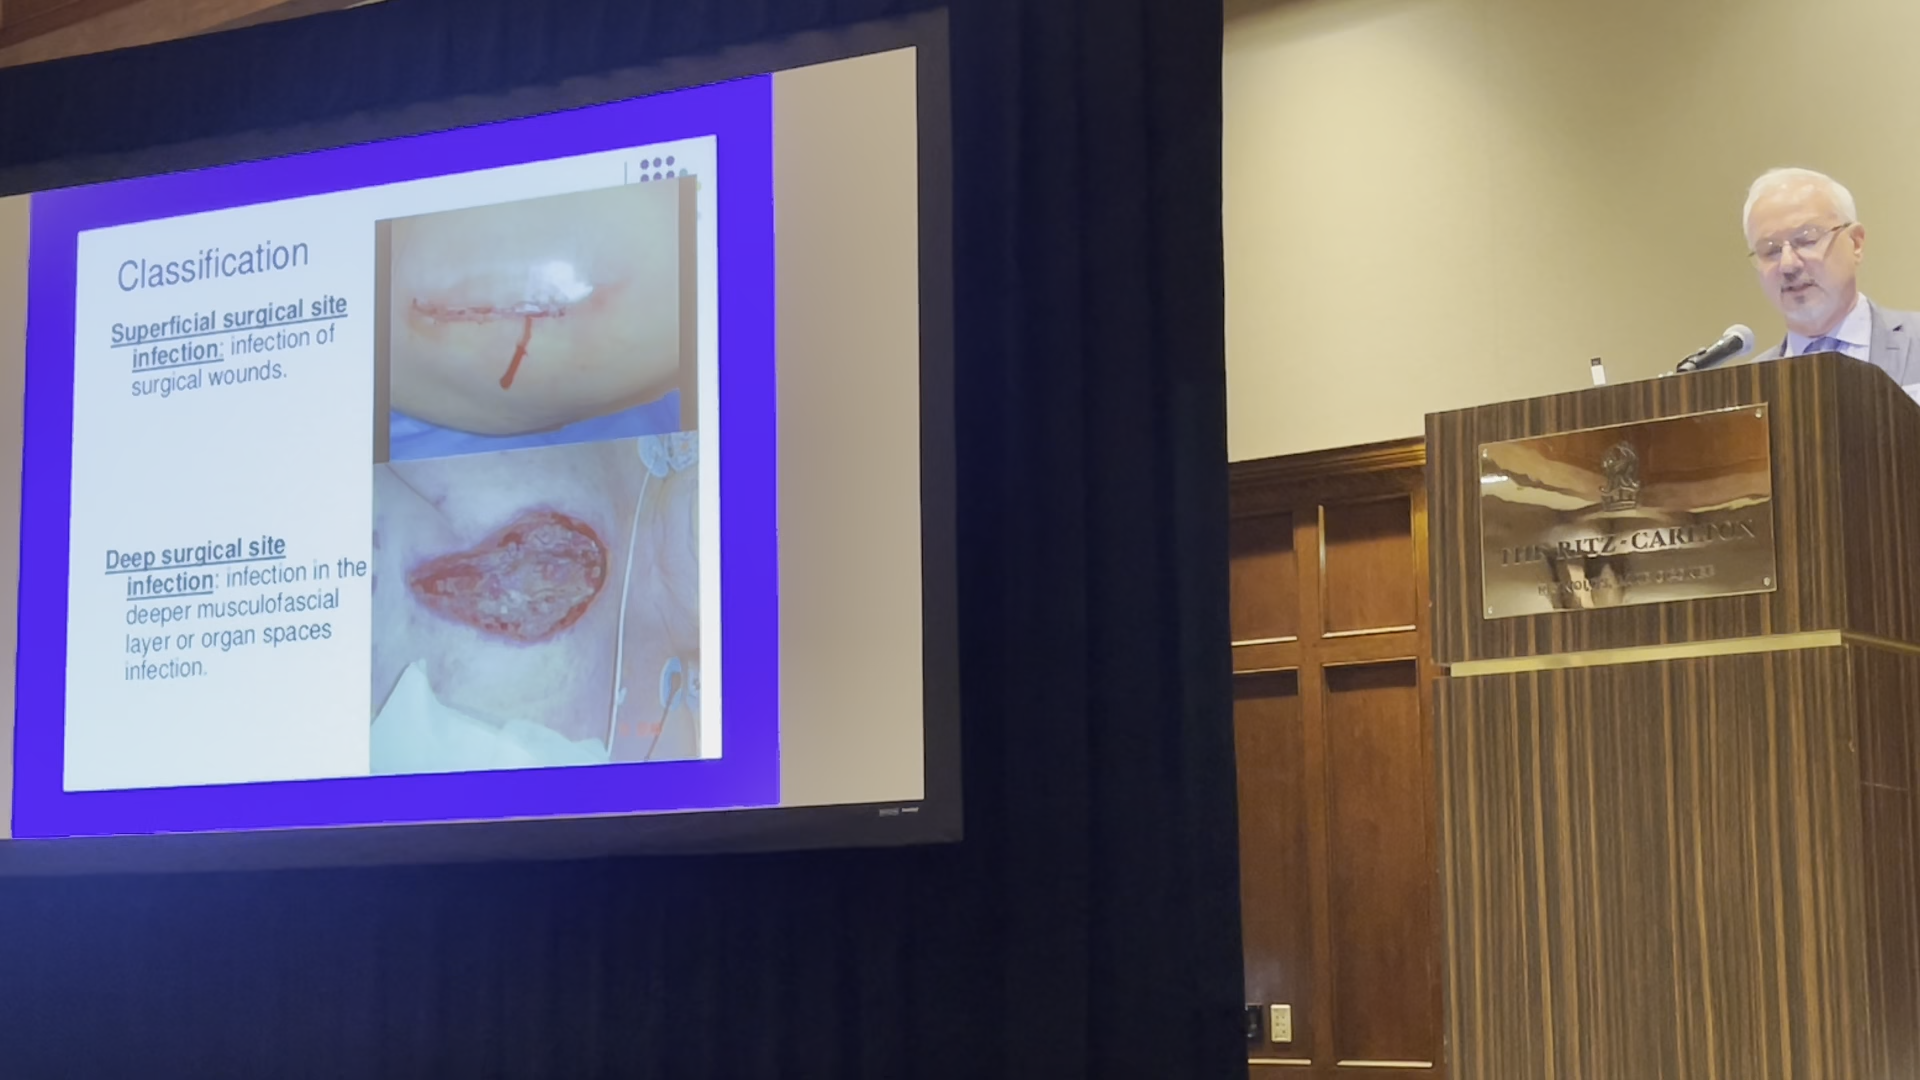 Classification
Superficial surgical site
infection: infection of
surgical wounds.
Deep surgical site
infection: infection in the
deeper musculofascial
layer or organ spaces
infection.
THE RITZ-CARLTON